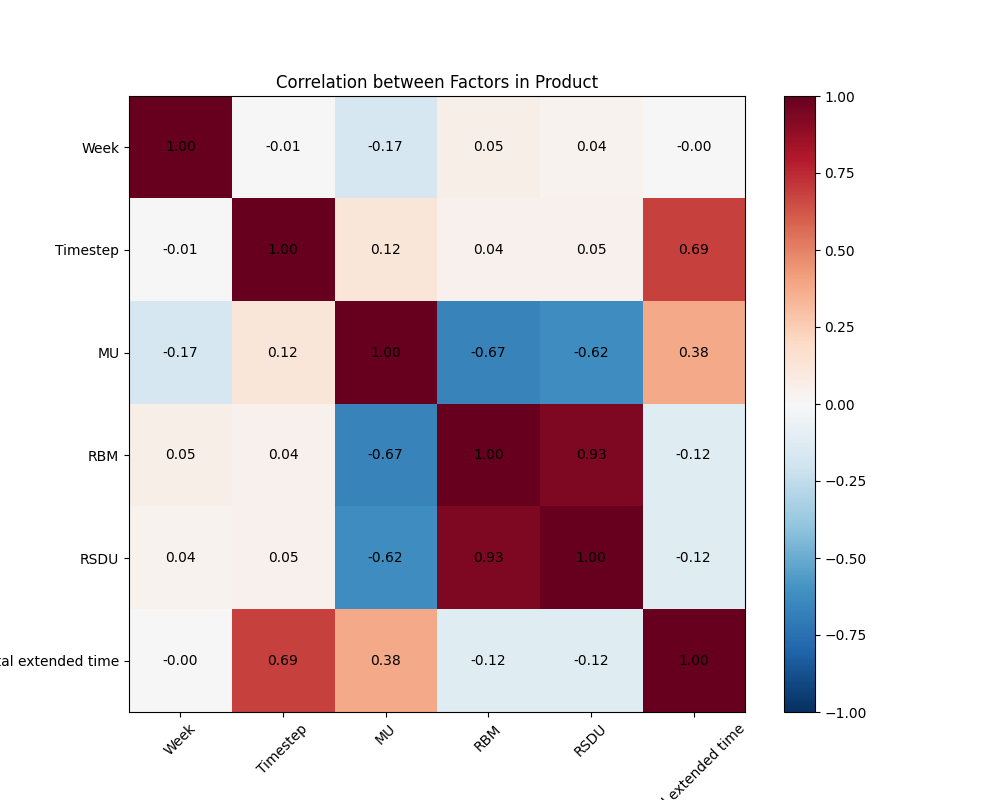 Correlation between Factors in Product
Week 1.00 -0.01 -0.17 0.05 0.04 -0.00
Timestep -0.01 1.00 0.12 0.04 0.05 0.69
MU -0.17 0.12 1.00 -0.67 -0.62 0.38
RBM 0.05 0.04 -0.67 1.00 0.93 -0.12
RSDU 0.04 0.05 -0.62 0.93 1.00 -0.12
extended time -0.00 0.69 0.38 -0.12 -0.12 1.00
Week Timestep MU RBM RSDU extended time
1.00
0.75
0.50
0.25
0.00
−0.25
−0.50
−0.75
−1.00